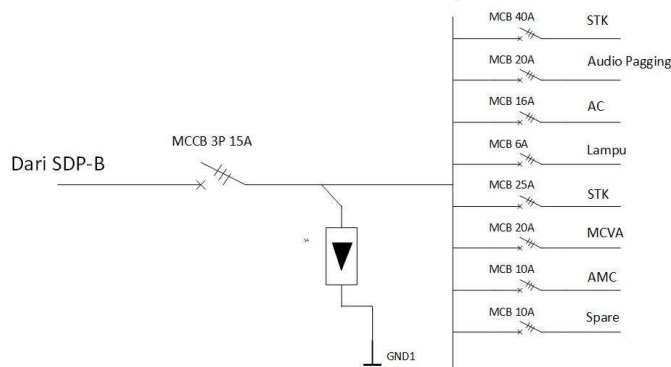 MCB 40A STK
MCB 20A Audio Pagging
MCB 16A AC
MCCB 3P 15A
MCB 6A Lampu
Dari SDP-B
MCB 25A STK
MCB 20A MCVA
MCB 10A AMC
MCB 10A Spare
GND1